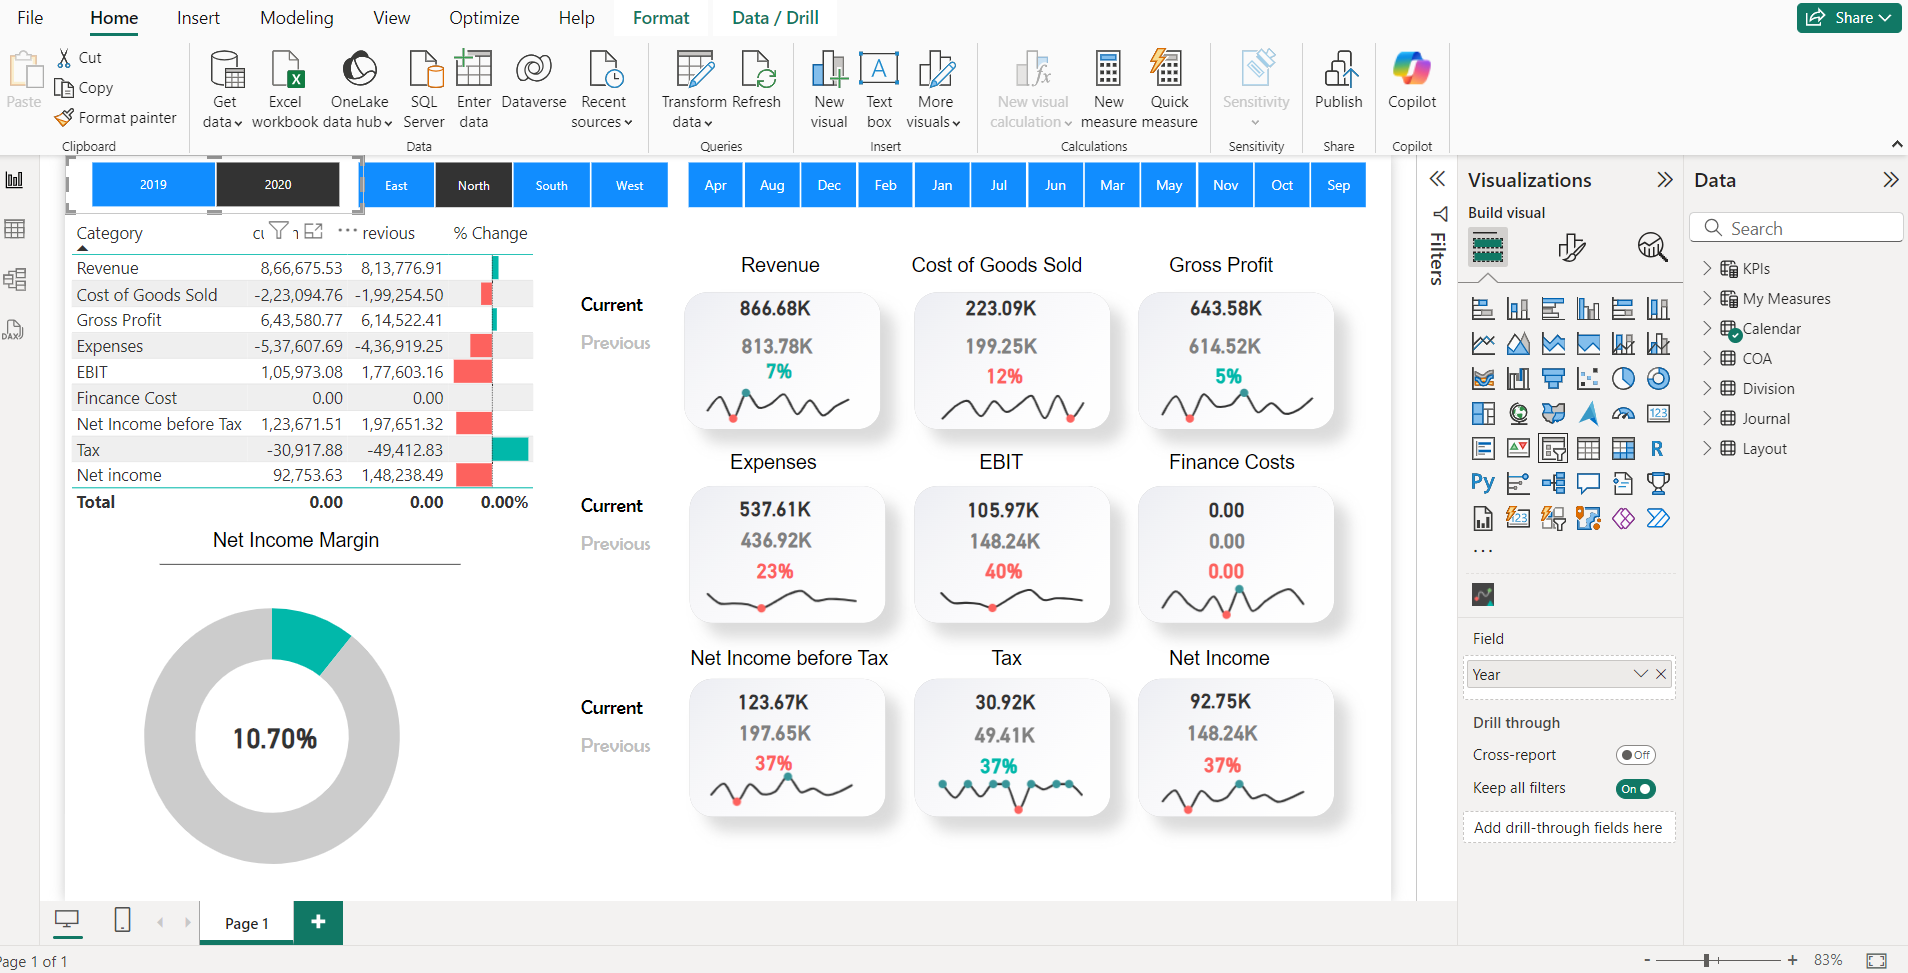 File Home Insert Modeling View Optimize Help Format Data / Drill Share
Paste
Cut
Copy
Format painter
Clipboard
Get data
Excel workbook
OneLake data hub
SQL Server
Enter data
Dataverse
Recent sources
Data
Transform data
Refresh
Queries
New visual
Text box
More visuals
Insert
New visual calculation
New measure
Quick measure
Calculations
Sensitivity
Sensitivity
Publish
Share
Copilot
Copilot
2019 2020 East North South West Apr Aug Dec Feb Jan Jul Jun Mar May Nov Oct Sep
Category revious % Change
Revenue 8,66,675.53 8,13,776.91
Cost of Goods Sold -2,23,094.76 -1,99,254.50
Gross Profit 6,43,580.77 6,14,522.41
Expenses -5,37,607.69 -4,36,919.25
EBIT 1,05,973.08 1,77,603.16
Fincance Cost 0.00 0.00
Net Income before Tax 1,23,671.51 1,97,651.32
Tax -30,917.88 -49,412.83
Net income 92,753.63 1,48,238.49
Total 0.00 0.00 0.00%
Net Income Margin
10.70%
Revenue Cost of Goods Sold Gross Profit
Current 866.68K 223.09K 643.58K
Previous 813.78K 199.25K 614.52K
7% 12% 5%
Expenses EBIT Finance Costs
Current 537.61K 105.97K 0.00
Previous 436.92K 148.24K 0.00
23% 40% 0.00
Net Income before Tax Tax Net Income
Current 123.67K 30.92K 92.75K
Previous 197.65K 49.41K 148.24K
37% 37% 37%
Filters
Visualizations
Build visual
123
R
Py
123
...
Field
Year
Drill through
Cross-report Off
Keep all filters On
Add drill-through fields here
Data
Search
KPIs
My Measures
Calendar
COA
Division
Journal
Layout
DAX
Page 1
Page 1 of 1
- + 83%